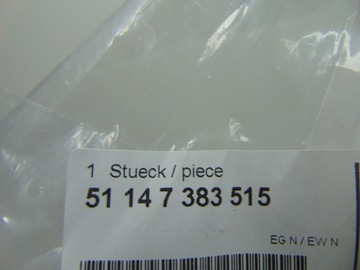 1 Stueck / piece
51 14 7 383 515
EG N / EW N